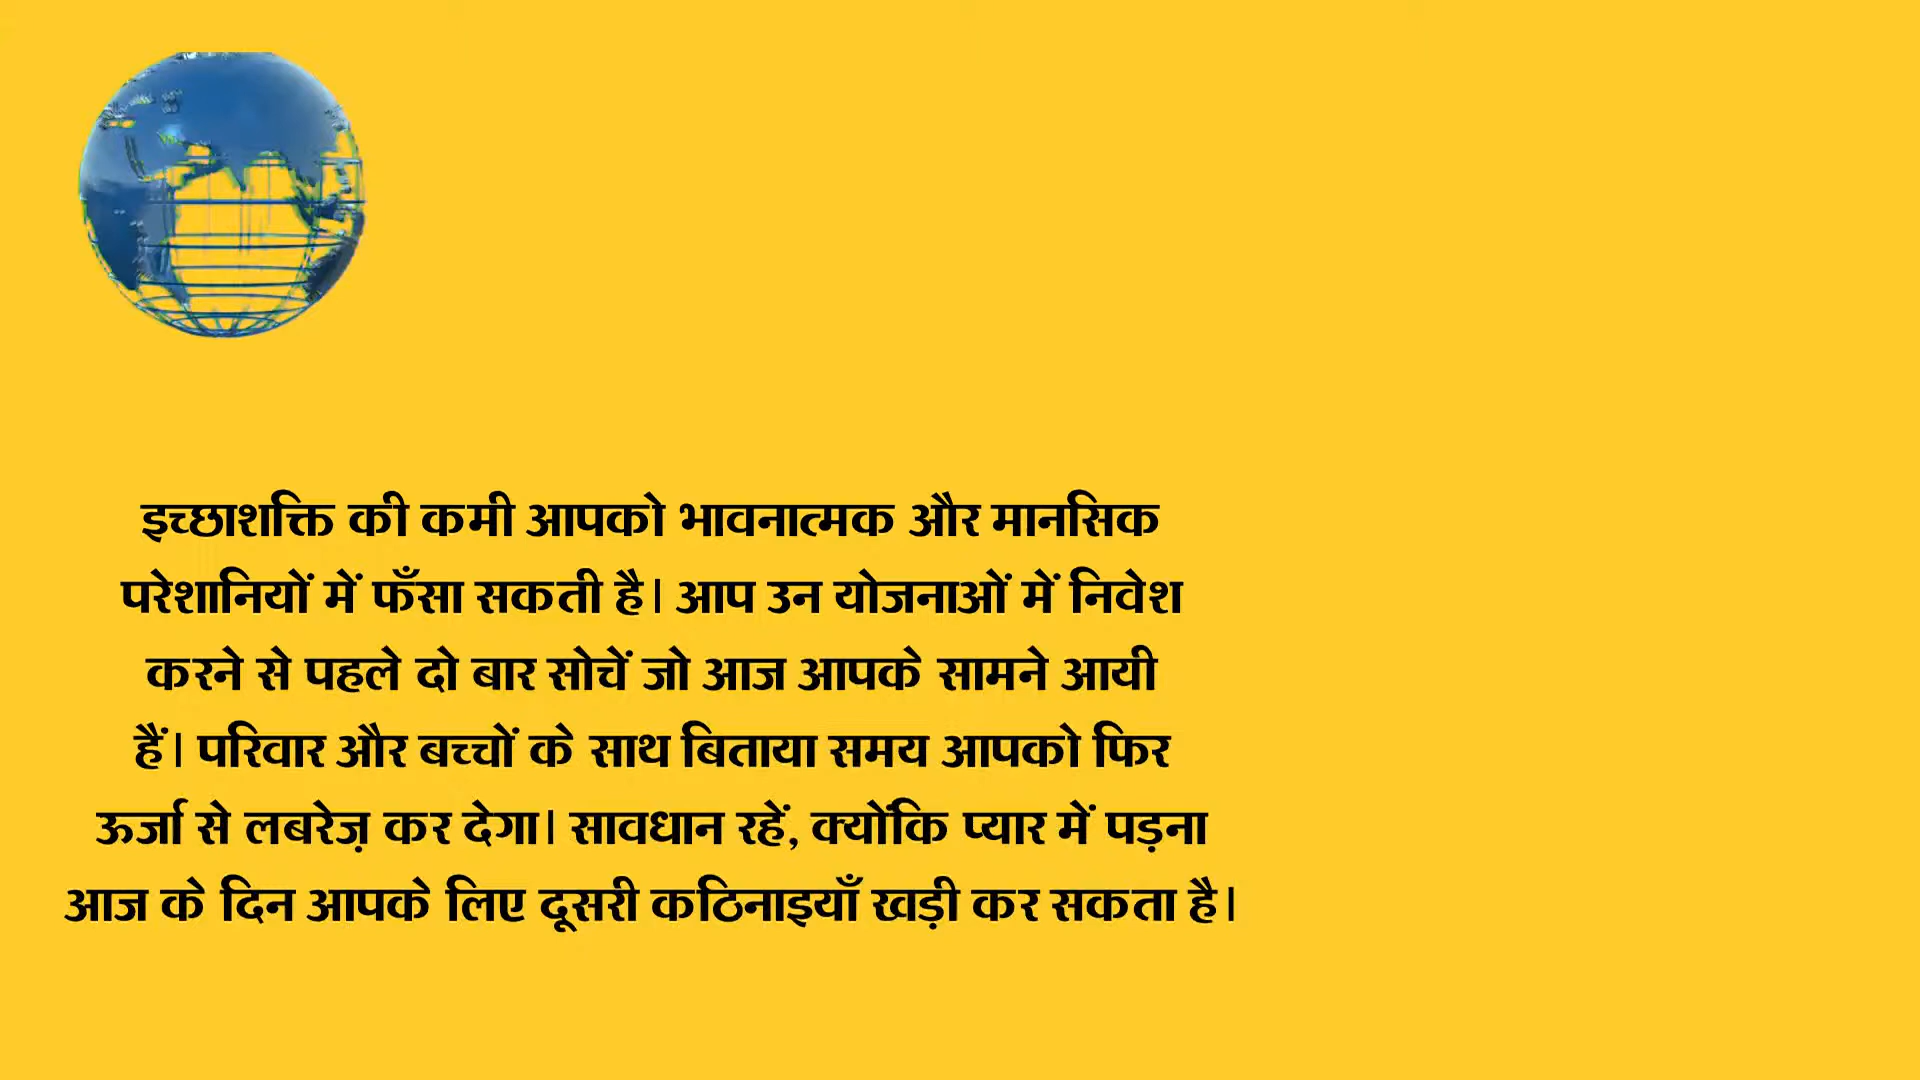 इच्छाशक्ति की कमी आपको भावनात्मक और मानसिक
परेशानियों में फँसा सकती है। आप उन योजनाओं में निवेश
करने से पहले दो बार सोचें जो आज आपके सामने आयी
हैं। परिवार और बच्चों के साथ बिताया समय आपको फिर
ऊर्जा से लबरेज़ कर देगा। सावधान रहें, क्योंकि प्यार में पड़ना
आज के दिन आपके लिए दूसरी कठिनाइयाँ खड़ी कर सकता है।